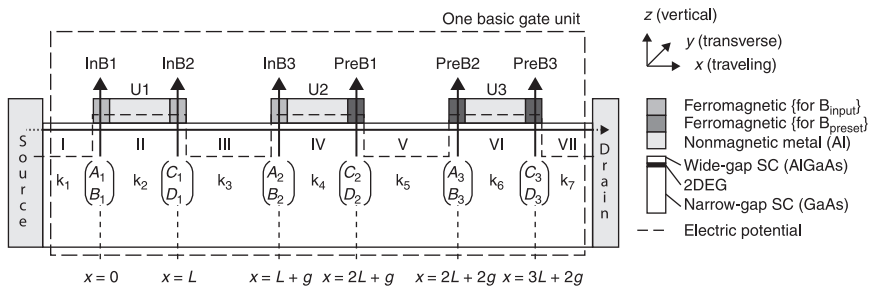 One basic gate unit
InB1 InB2 InB3 PreB1 PreB2 PreB3
U1 U2 U3
Source
I II III IV V VI VII
Drain
k1 k2 k3 k4 k5 k6 k7
A1 C1 A2 C2 A3 C3
B1 D1 B2 D2 B3 D3
x = 0 x = L x = L + g x = 2L + g x = 2L + 2g x = 3L + 2g
z (vertical)
y (transverse)
x (traveling)
Ferromagnetic {for Binput}
Ferromagnetic {for Bpreset}
Nonmagnetic metal (Al)
Wide-gap SC (AlGaAs)
2DEG
Narrow-gap SC (GaAs)
Electric potential